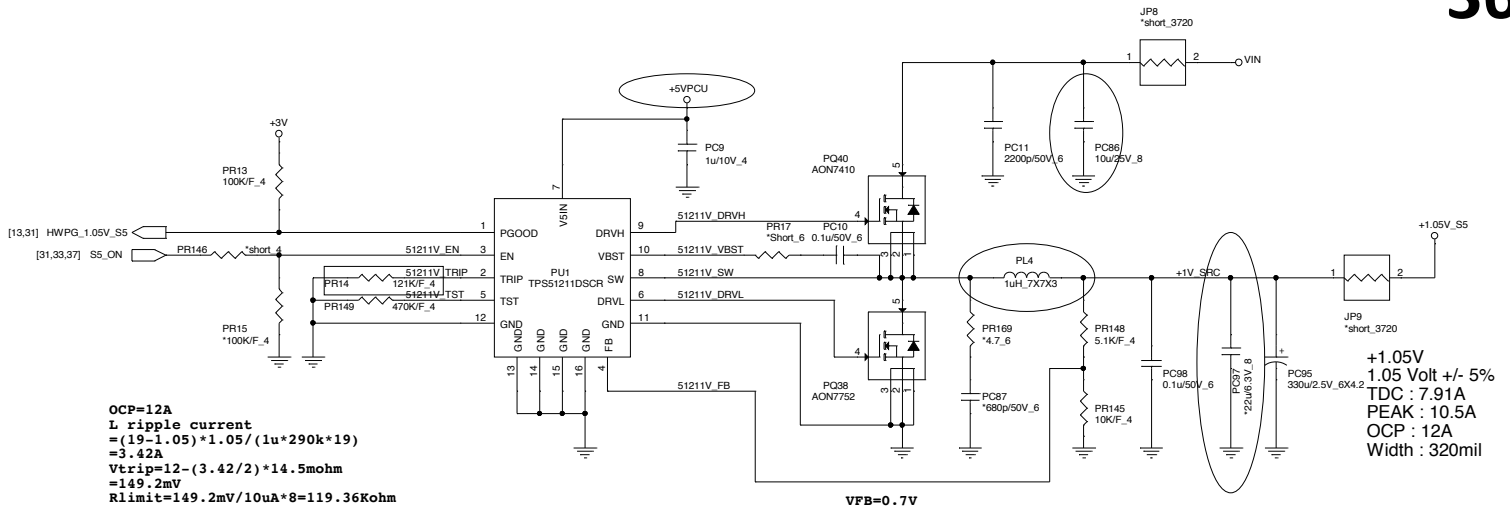 JP8
*short_3720
1
2
VIN
+5VPCU
+3V
PC9
1u/10V_4
PC11
2200p/50V_6
PC86
10u/25V_8
PR13
100K/F_4
PQ40
AON7410
5
4
3
2
1
7
V5IN
[13,31] HWPG_1.05V_S5
1
PGOOD
DRVH
9
51211V_DRVH
PR17
*Short_6
PC10
0.1u/50V_6
[31,33,37] S5_ON
PR146
*short_4
51211V_EN
3
EN
VBST
10
51211V_VBST
51211V_TRIP
2
TRIP
PU1
TPS51211DSCR
SW
8
51211V_SW
PR14
121K/F_4
51211V_TST
5
TST
DRVL
6
51211V_DRVL
PR149
470K/F_4
12
GND
GND
11
PR15
*100K/F_4
GND
GND
GND
GND
FB
13
14
15
16
4
51211V_FB
5
4
3
2
1
PQ38
AON7752
PL4
1uH_7X7X3
+1V_SRC
+1.05V_S5
1
2
JP9
*short_3720
PR169
*4.7_6
PR148
5.1K/F_4
PC87
*680p/50V_6
PR145
10K/F_4
PC98
0.1u/50V_6
PC97
*22u/6.3V_8
+
PC95
330u/2.5V_6X4.2
+1.05V
1.05 Volt +/- 5%
TDC : 7.91A
PEAK : 10.5A
OCP : 12A
Width : 320mil
OCP=12A
L ripple current
=(19-1.05)*1.05/(1u*290k*19)
=3.42A
Vtrip=12-(3.42/2)*14.5mohm
=149.2mV
Rlimit=149.2mV/10uA*8=119.36Kohm
VFB=0.7V